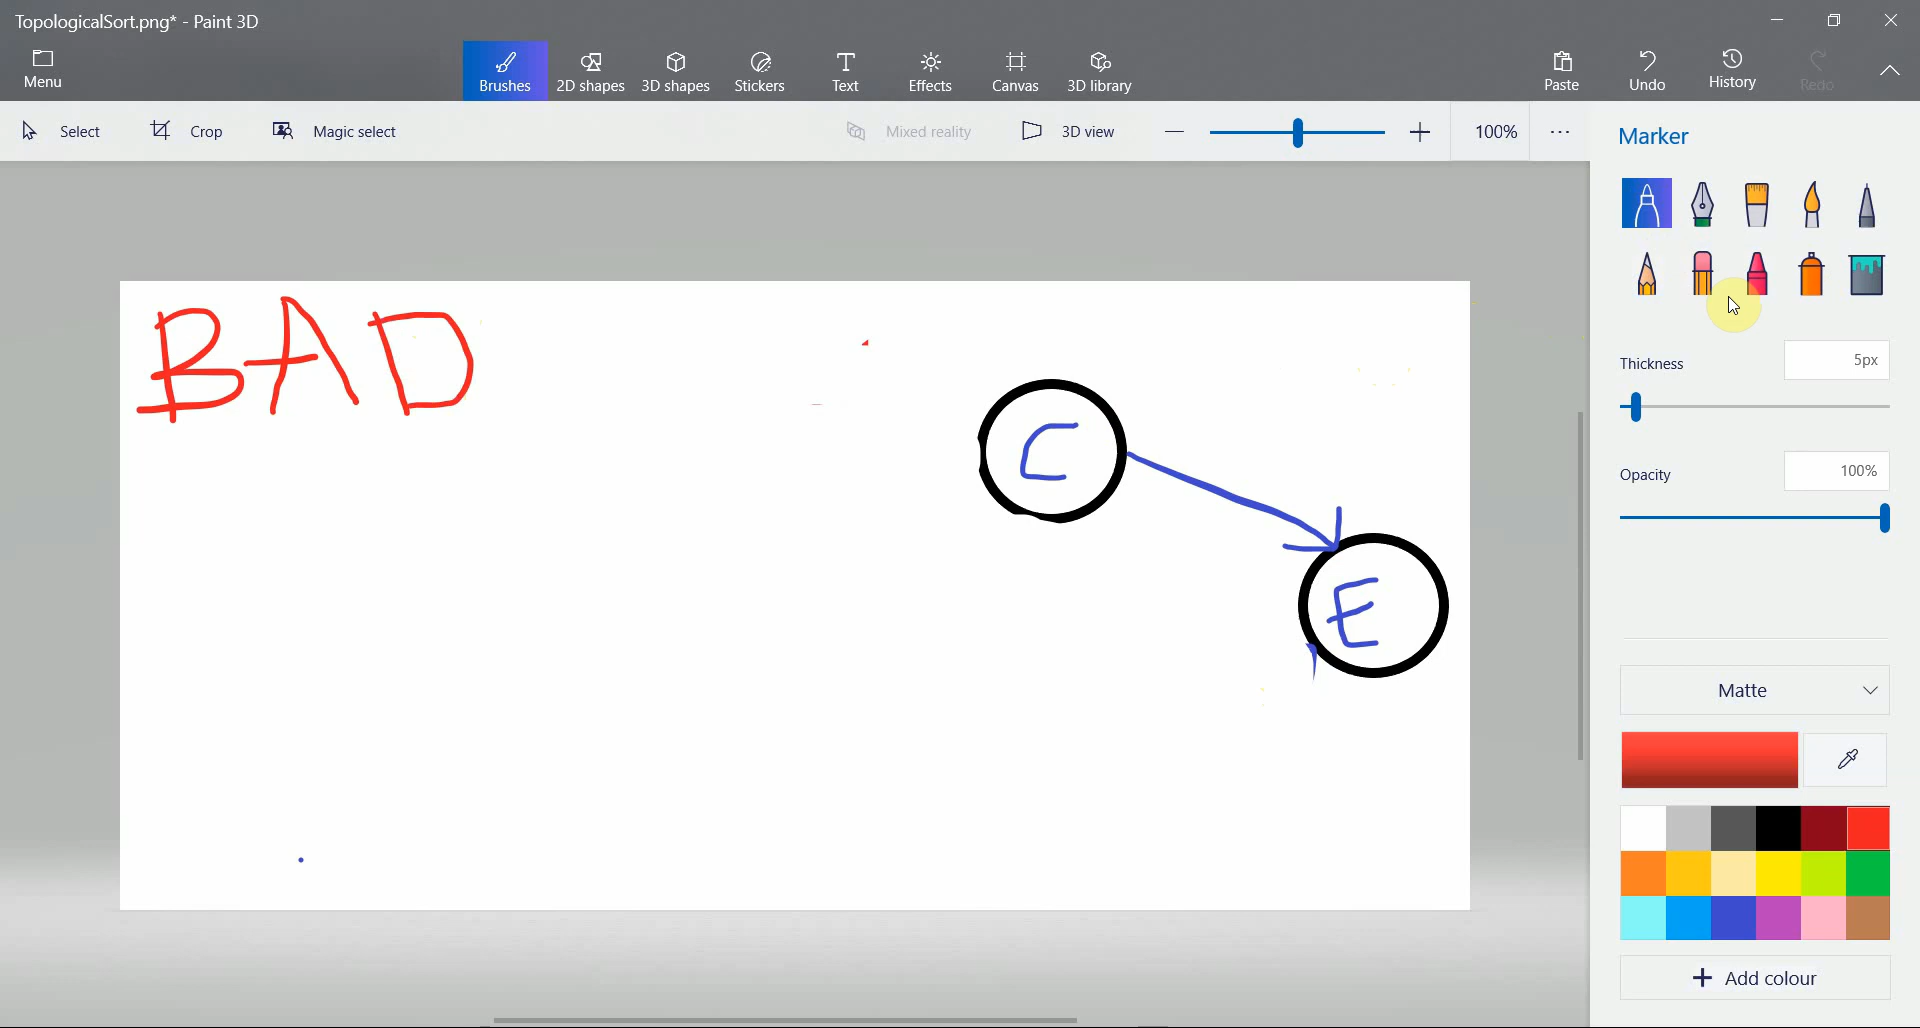 TopologicalSort.png* - Paint 3D
Menu
Brushes
2D shapes
3D shapes
Stickers
Text
Effects
Canvas
3D library
Paste
Undo
History
Redo
Select
Crop
Magic select
Mixed reality
3D view
100%
Marker
Thickness
5px
Opacity
100%
Matte
Add colour
BAD
C
E